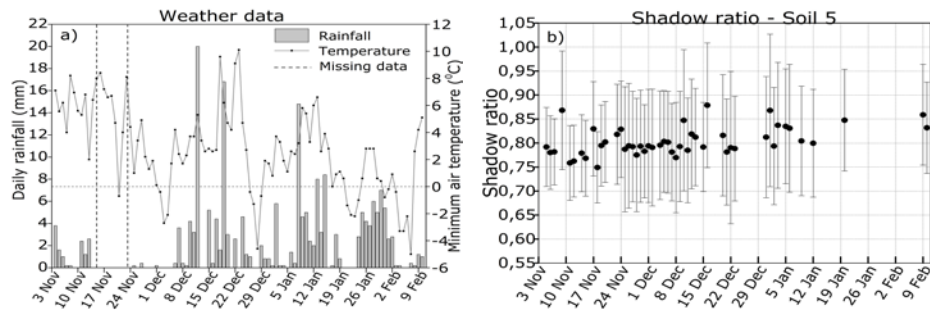 Weather data
a)
Rainfall
Temperature
Missing data
Daily rainfall (mm)
22
20
18
16
14
12
10
8
6
4
2
0
Minimum air temperature (⁰C)
12
10
8
6
4
2
0
-2
-4
-6
3 Nov
10 Nov
17 Nov
24 Nov
1 Dec
8 Dec
15 Dec
22 Dec
29 Dec
5 Jan
12 Jan
19 Jan
26 Jan
2 Feb
9 Feb
Shadow ratio - Soil 5
b)
Shadow ratio
1,05
1,00
0,95
0,90
0,85
0,80
0,75
0,70
0,65
0,60
0,55
3 Nov
10 Nov
17 Nov
24 Nov
1 Dec
8 Dec
15 Dec
22 Dec
29 Dec
5 Jan
12 Jan
19 Jan
26 Jan
2 Feb
9 Feb